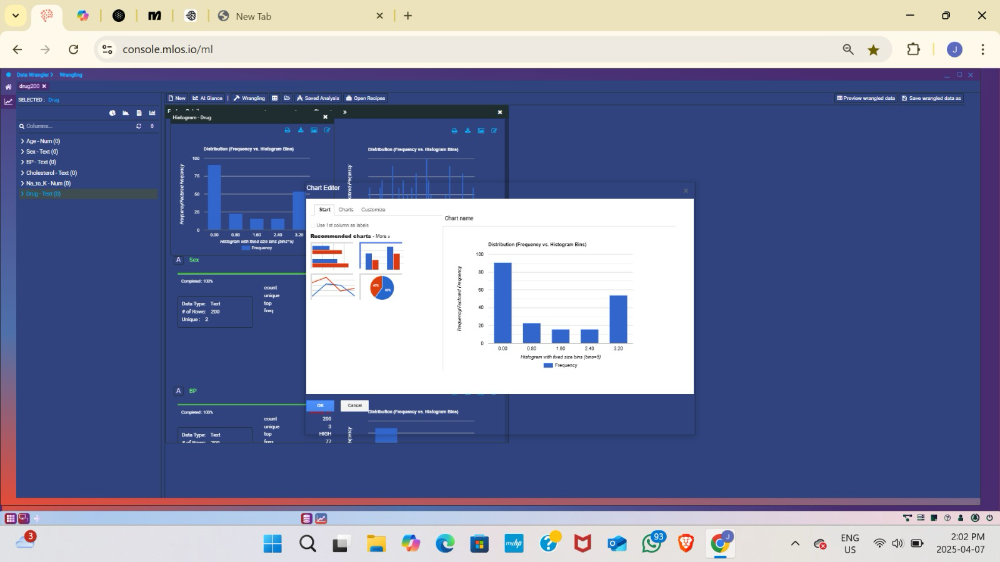 New Tab
console.mlos.io/ml
J
Data Wrangler > Wrangling
drug200
SELECTED : Drug
New
At Glance
Wrangling
Saved Analysis
Open Recipes
Preview wrangled data
Save wrangled data as
Columns...
Age - Num (0)
Sex - Text (0)
BP - Text (0)
Cholesterol - Text (0)
Na_to_K - Num (0)
Drug - Text (0)
Histogram - Drug
Distribution (Frequency vs. Histogram Bins)
Frequency/Factored Frequency
100
75
50
25
0
0.00 0.80 1.60 2.40 3.20
Histogram with fixed size bins (bins=5)
Frequency
Distribution (Frequency vs. Histogram Bins)
A Sex
Completed : 100%
Data Type: Text
# of Rows: 200
Unique : 2
count
unique
top
freq
A BP
Completed : 100%
Data Type: Text
# of Rows: 200
count 200
unique 3
top HIGH
freq 77
Distribution (Frequency vs. Histogram Bins)
Chart Editor
Start Charts Customize
Use 1st column as labels
Recommended charts - More »
40%
60%
Chart name
Distribution (Frequency vs. Histogram Bins)
Frequency/Factored Frequency
100
80
60
40
20
0
0.00 0.80 1.60 2.40 3.20
Histogram with fixed size bins (bins=5)
Frequency
OK
Cancel
3
myhp
93
J
ENG
US
2:02 PM
2025-04-07